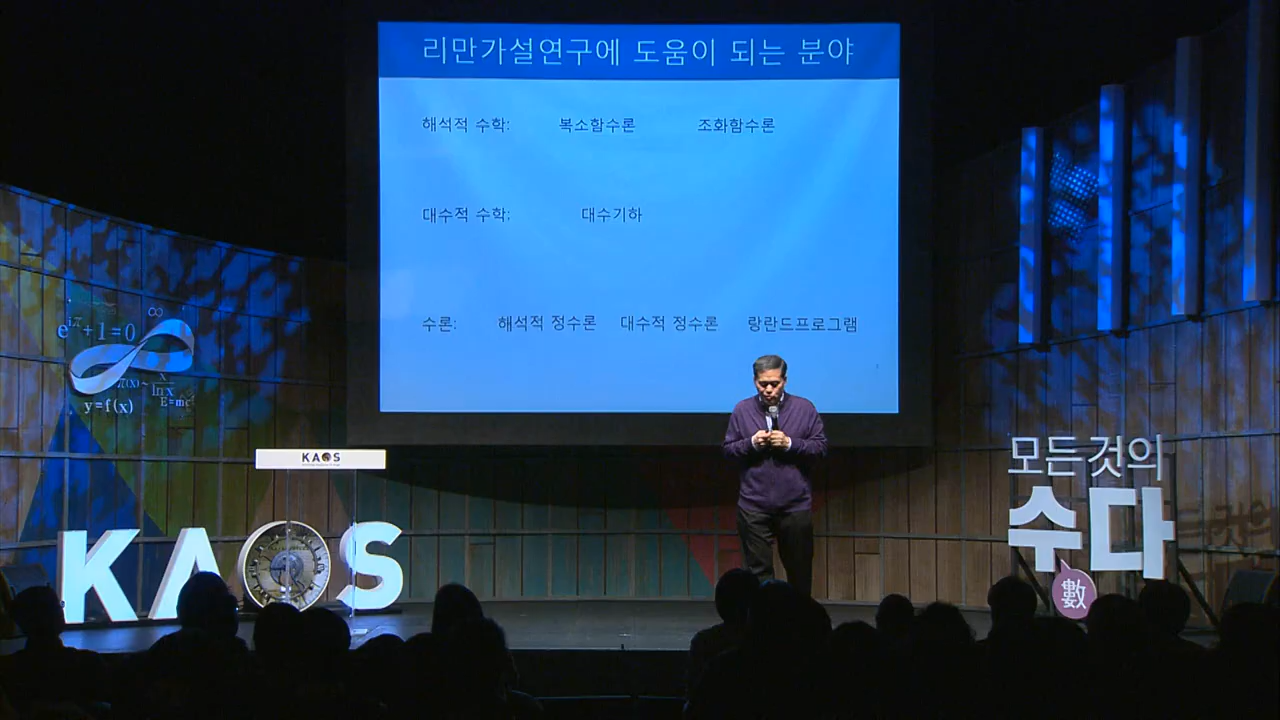 리만가설연구에 도움이 되는 분야
해석적 수학: 복소함수론 조화함수론
대수적 수학: 대수기하
수론: 해석적 정수론 대수적 정수론 랑란드프로그램
e^{iπ}+1=0
∞
π(x)~x/ln x
y=f(x)
E=mc
KAOS
KAOS
모든것의
수다
數